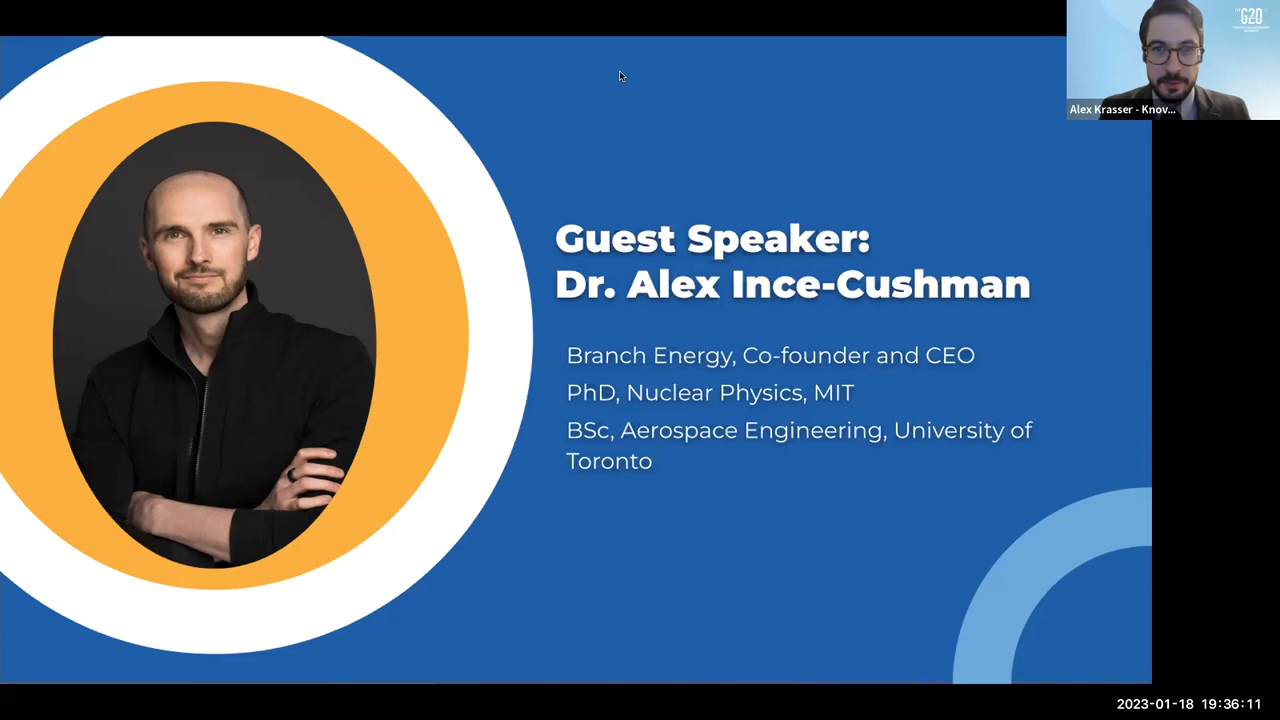 G20
Alex Krasser - Knov...
Guest Speaker:
Dr. Alex Ince-Cushman
Branch Energy, Co-founder and CEO
PhD, Nuclear Physics, MIT
BSc, Aerospace Engineering, University of
Toronto
2023-01-18 19:36:11